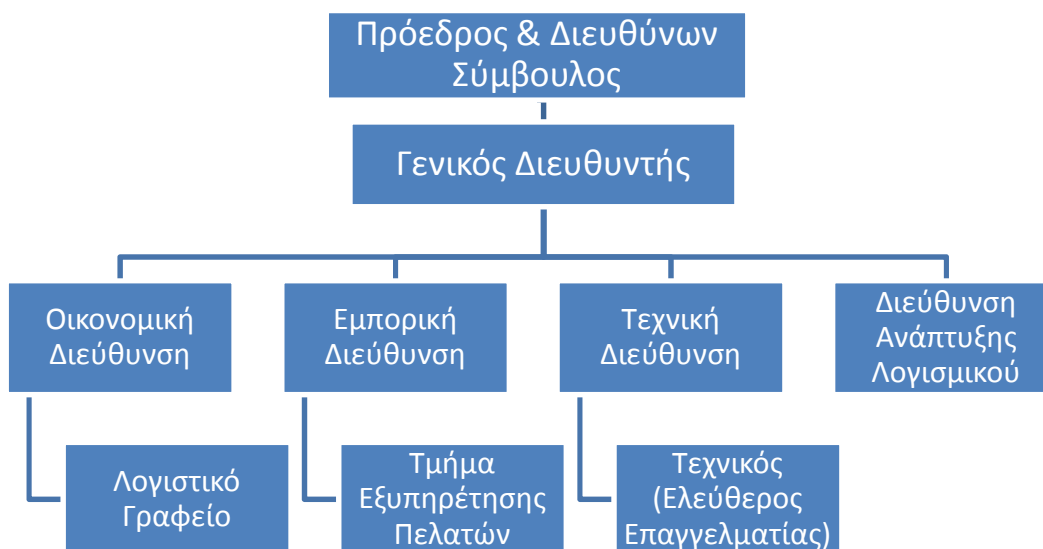 Πρόεδρος & Διευθύνων
Σύμβουλος
Γενικός Διευθυντής
Οικονομική
Διεύθυνση
Εμπορική
Διεύθυνση
Τεχνική
Διεύθυνση
Διεύθυνση
Ανάπτυξης
Λογισμικού
Λογιστικό
Γραφείο
Τμήμα
Εξυπηρέτησης
Πελατών
Τεχνικός
(Ελεύθερος
Επαγγελματίας)